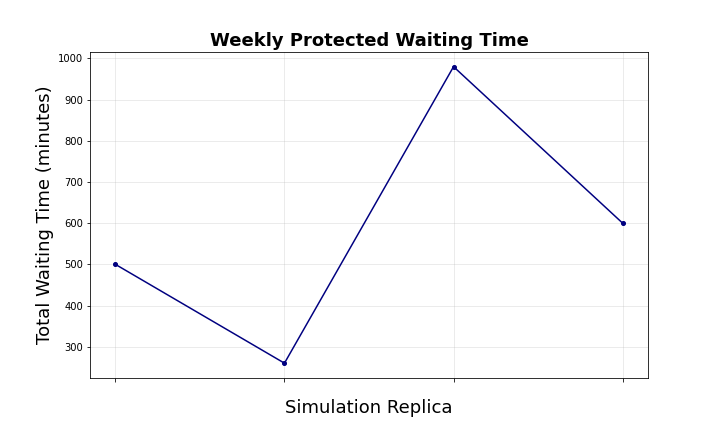 Weekly Protected Waiting Time
Total Waiting Time (minutes)
1000
900
800
700
600
500
400
300
Simulation Replica